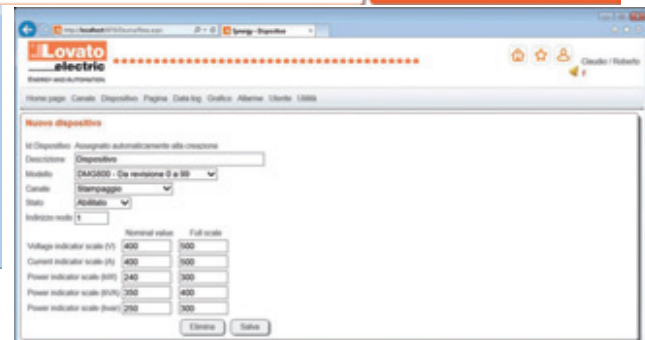 Synergy - Dispositivo
Lovato
electric
ENERGY AND AUTOMATION
Claudio / Roberto
Home page Canale Dispositivo Pagina Data log Grafico Allarme Utente Utilità
Nuovo dispositivo
Id Dispositivo Assegnato automaticamente alla creazione
Descrizione Dispositivo
Modello DMG800 - Da revisione 0 a 99
Canale Stampaggio
Stato Abilitato
Indirizzo nodo 1
Nominal value Full scale
Voltage indicator scale (V) 400 500
Current indicator scale (A) 400 500
Power indicator scale (kW) 240 300
Power indicator scale (kVA) 350 400
Power indicator scale (kvar) 250 300
Elimina Salva